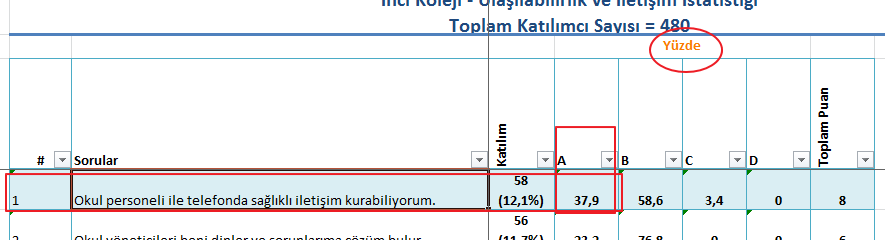 İnci Koleji - Ulaşılabilirlik ve İletişim İstatistiği
Toplam Katılımcı Sayısı = 480
Yüzde
# Sorular Katılım A B C D Toplam Puan
1 Okul personeli ile telefonda sağlıklı iletişim kurabiliyorum. 58 (12,1%) 37,9 58,6 3,4 0 8
2 Okul yöneticileri beni dinler ve sorunlarıma çözüm bulur. 56 (11,7%) 23,2 76,8 0 0 6